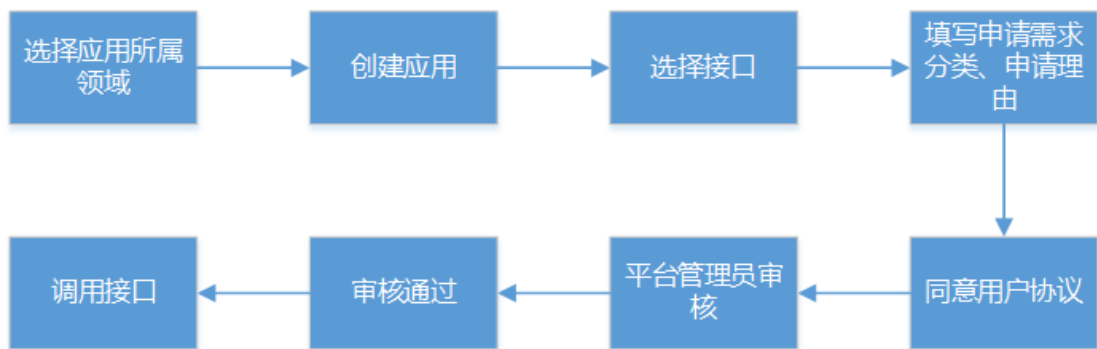 选择应用所属
领域
创建应用
选择接口
填写申请需求
分类、申请理
由
同意用户协议
平台管理员审
核
审核通过
调用接口